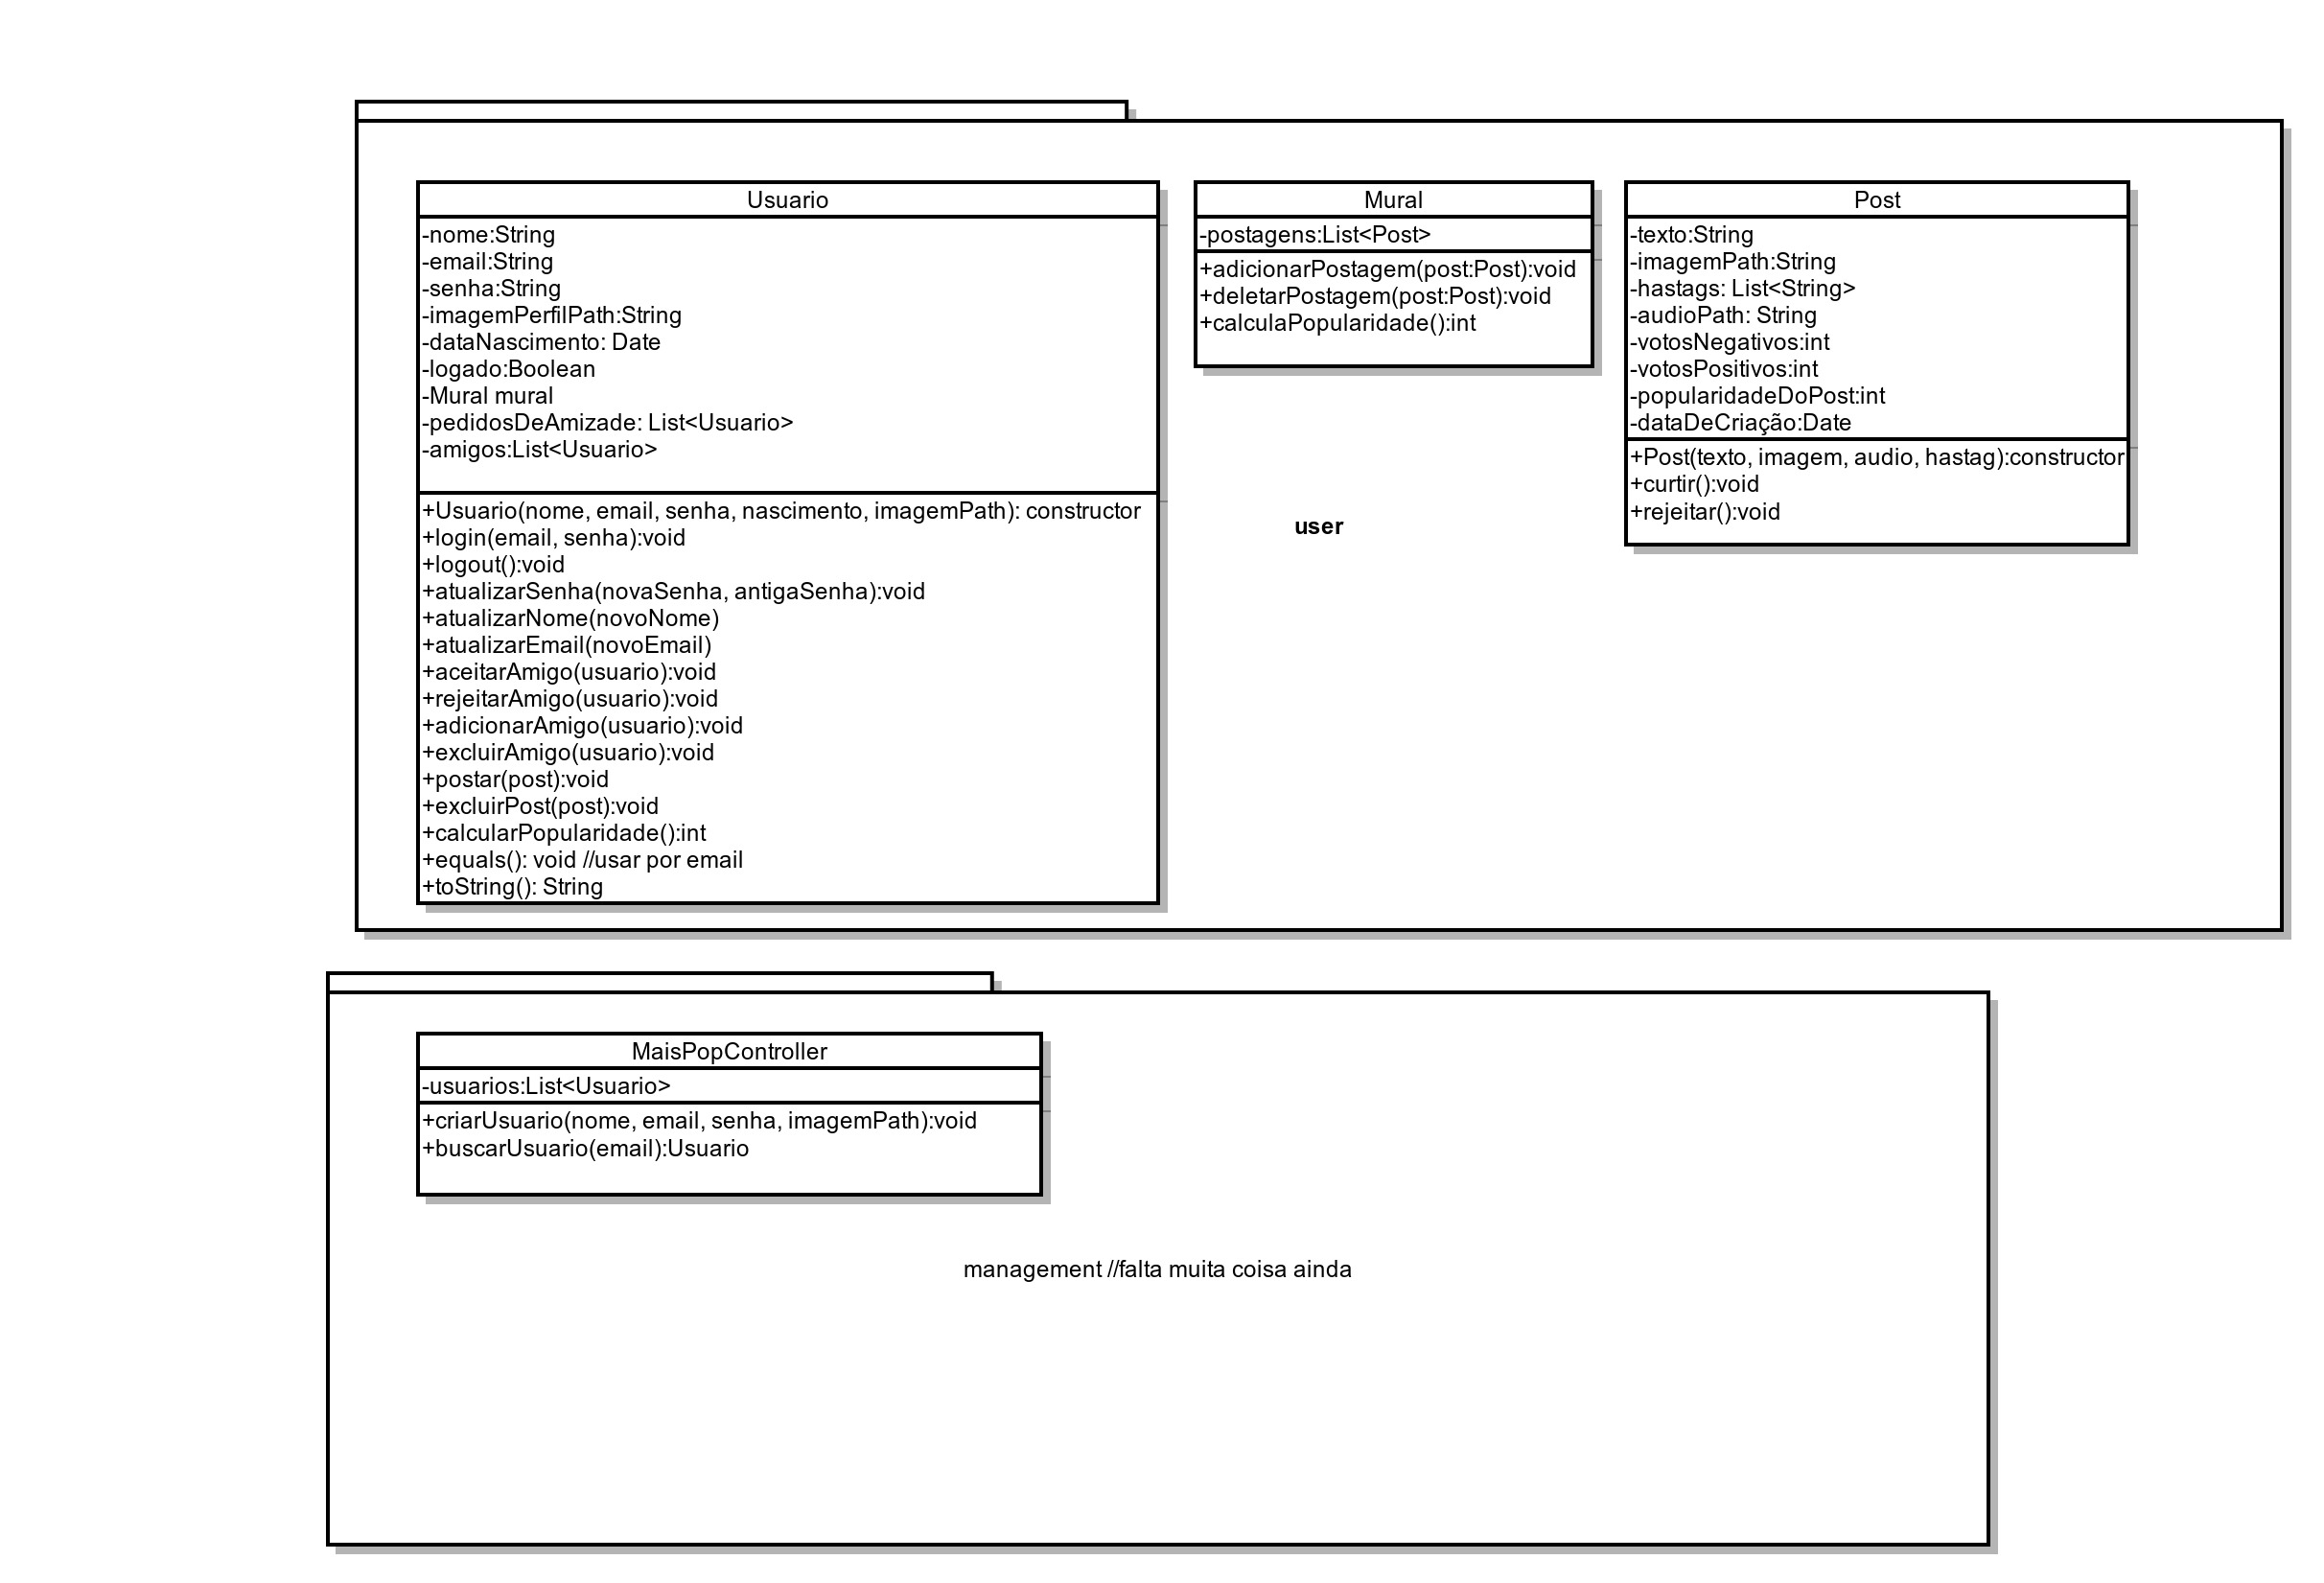 Usuario
-nome:String
-email:String
-senha:String
-imagemPerfilPath:String
-dataNascimento: Date
-logado:Boolean
-Mural mural
-pedidosDeAmizade: List<Usuario>
-amigos:List<Usuario>
+Usuario(nome, email, senha, nascimento, imagemPath): constructor
+login(email, senha):void
+logout():void
+atualizarSenha(novaSenha, antigaSenha):void
+atualizarNome(novoNome)
+atualizarEmail(novoEmail)
+aceitarAmigo(usuario):void
+rejeitarAmigo(usuario):void
+adicionarAmigo(usuario):void
+excluirAmigo(usuario):void
+postar(post):void
+excluirPost(post):void
+calcularPopularidade():int
+equals(): void //usar por email
+toString(): String
Mural
-postagens:List<Post>
+adicionarPostagem(post:Post):void
+deletarPostagem(post:Post):void
+calculaPopularidade():int
Post
-texto:String
-imagemPath:String
-hastags: List<String>
-audioPath: String
-votosNegativos:int
-votosPositivos:int
-popularidadeDoPost:int
-dataDeCriação:Date
+Post(texto, imagem, audio, hastag):constructor
+curtir():void
+rejeitar():void
user
MaisPopController
-usuarios:List<Usuario>
+criarUsuario(nome, email, senha, imagemPath):void
+buscarUsuario(email):Usuario
management //falta muita coisa ainda